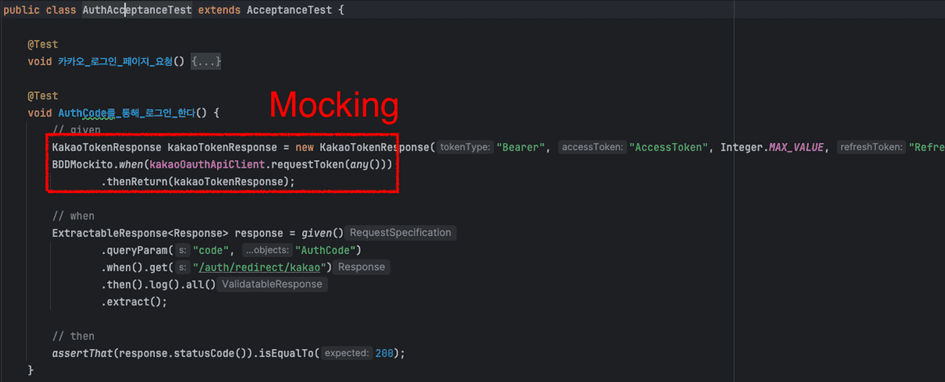 public class AuthAcceptanceTest extends AcceptanceTest {
@Test
void 카카오_로그인_페이지_요청() {...}
@Test
Mocking
void AuthCode를_통해_로그인_한다() {
// given
KakaoTokenResponse kakaoTokenResponse = new KakaoTokenResponse( tokenType: "Bearer", accessToken: "AccessToken", Integer.MAX_VALUE, refreshToken: "Refre
BDDMockito.when(kakaoOauthApiClient.requestToken(any()))
.thenReturn(kakaoTokenResponse);
// when
ExtractableResponse<Response> response = given() RequestSpecification
.queryParam( s: "code", ...objects: "AuthCode")
.when().get( s: "/auth/redirect/kakao") Response
.then().log().all() ValidatableResponse
.extract();
// then
assertThat(response.statusCode()).isEqualTo( expected: 200);
}